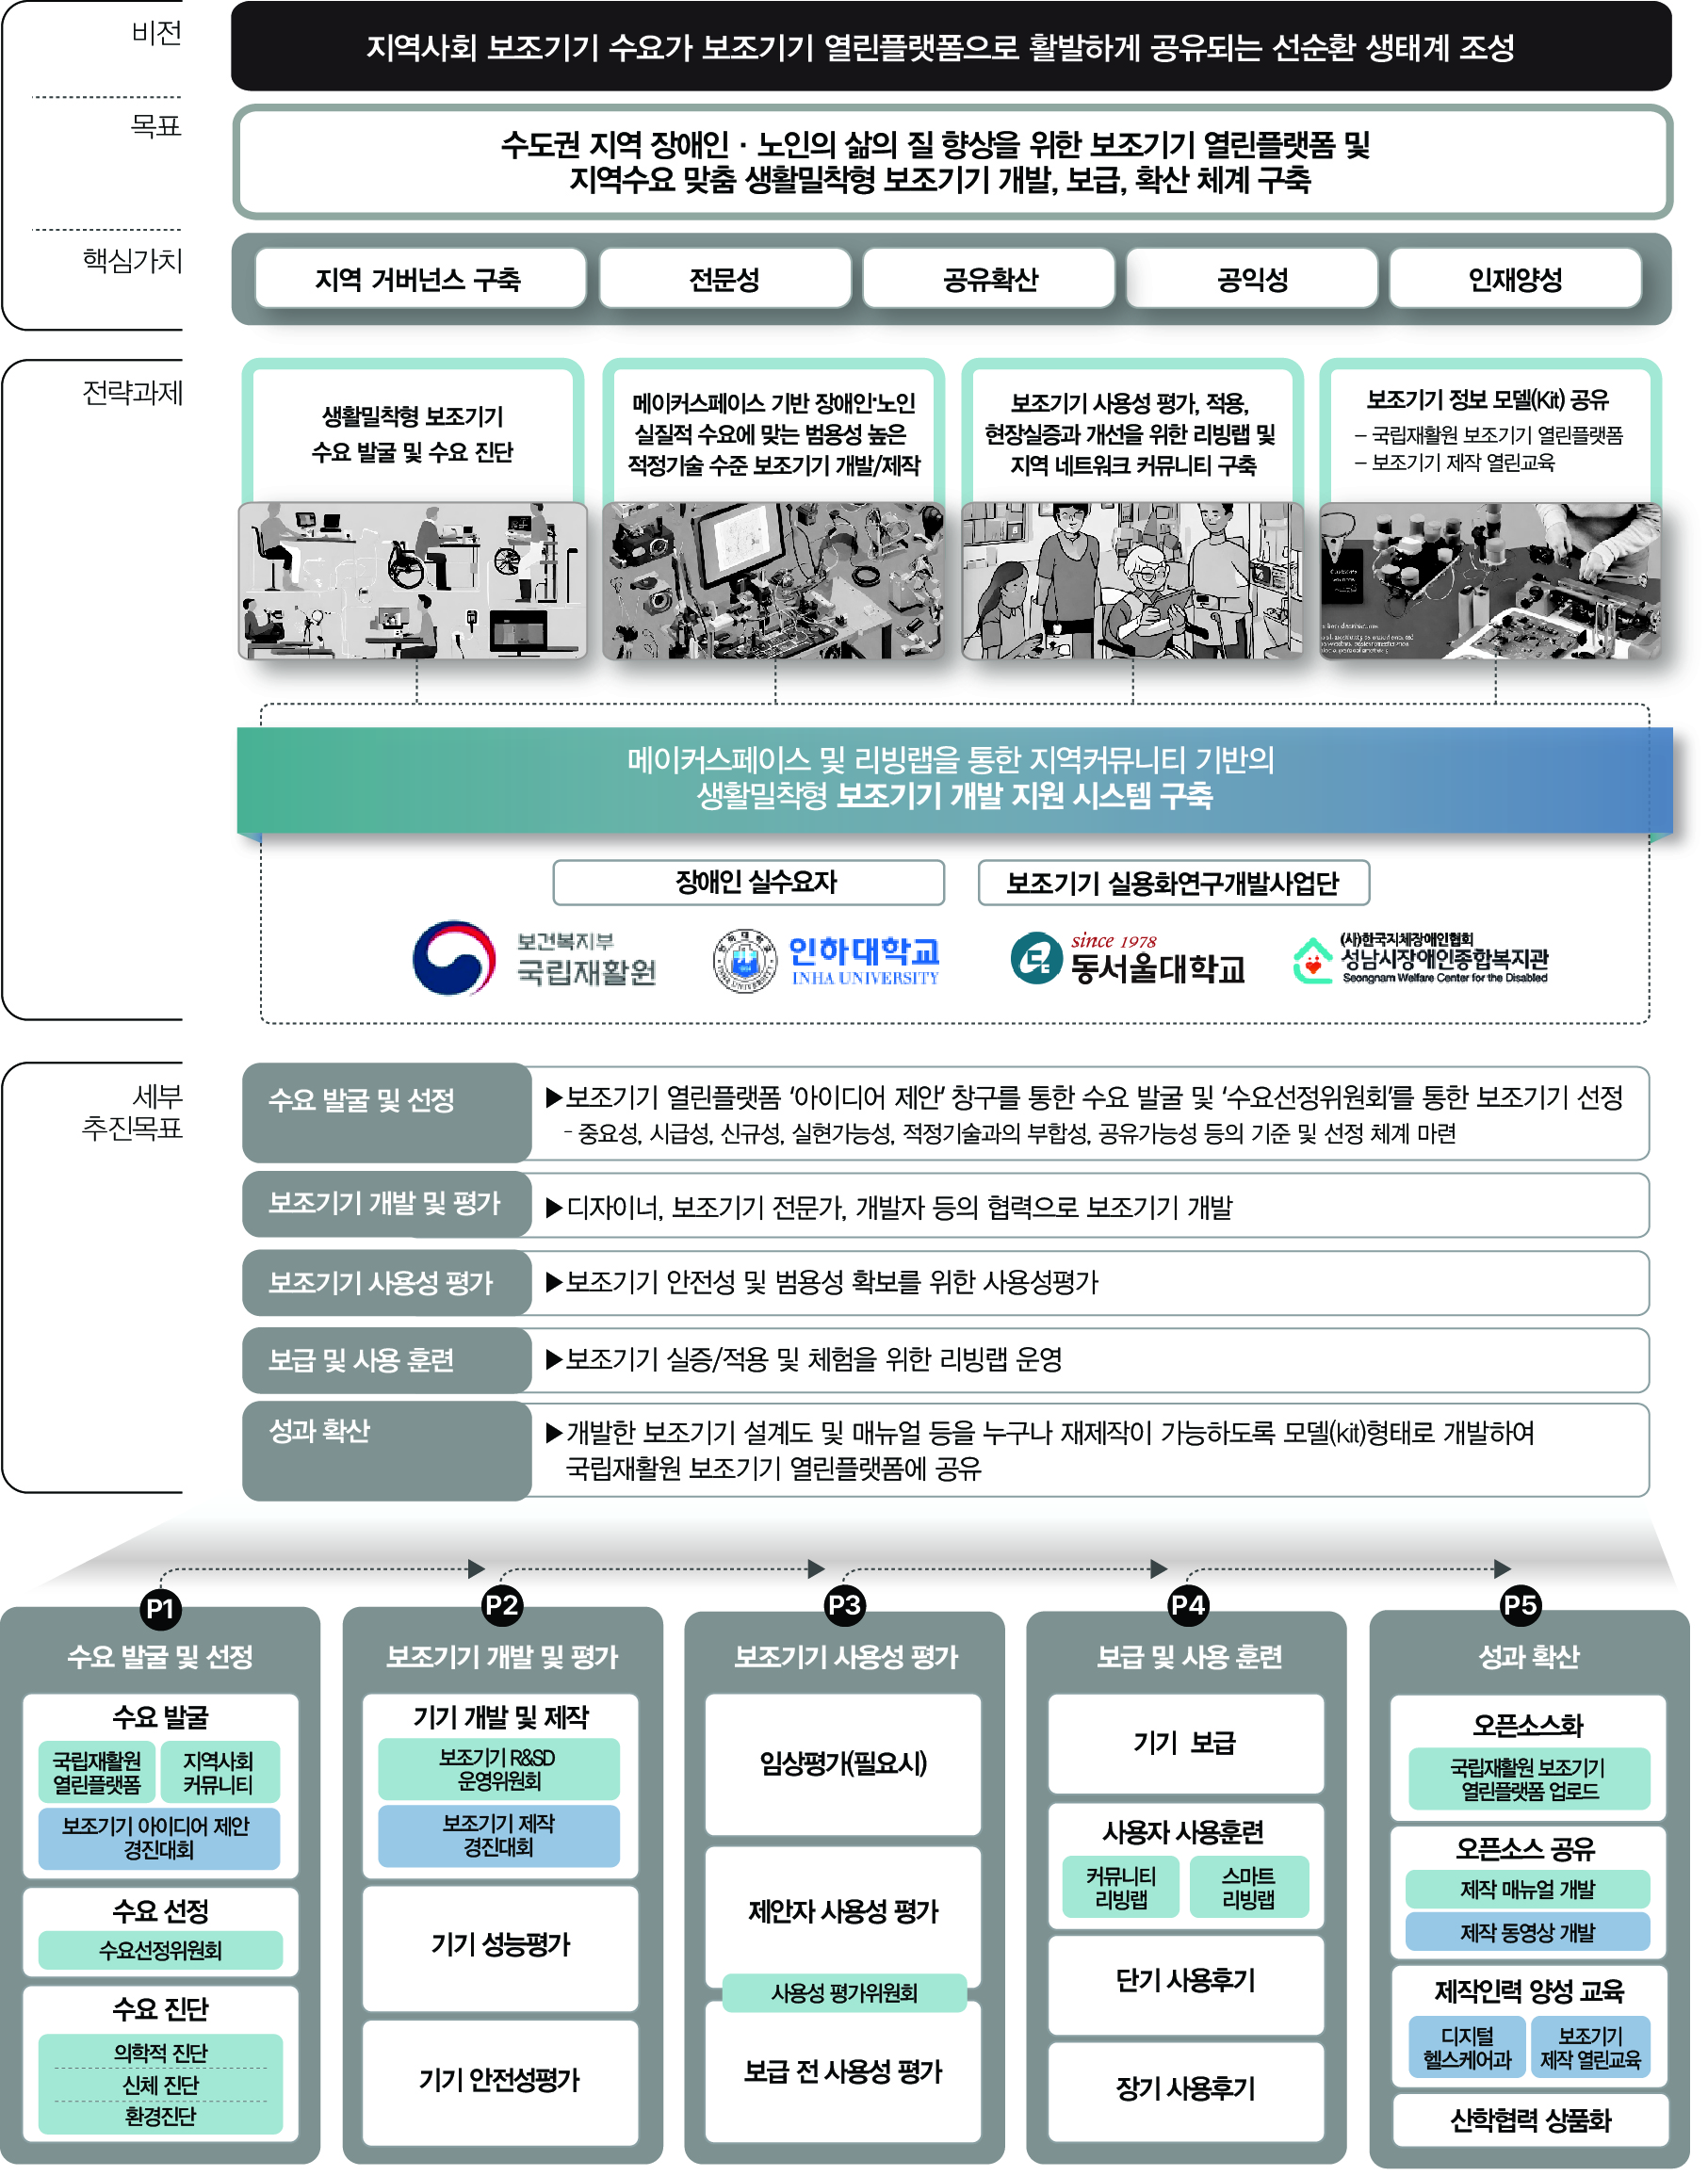 비전
지역사회 보조기기 수요가 보조기기 열린플랫폼으로 활발하게 공유되는 선순환 생태계 조성
목표
수도권 지역 장애인 · 노인의 삶의 질 향상을 위한 보조기기 열린플랫폼 및
지역수요 맞춤 생활밀착형 보조기기 개발, 보급, 확산 체계 구축
핵심가치
지역 거버넌스 구축
전문성
공유확산
공익성
인재양성
전략과제
생활밀착형 보조기기
수요 발굴 및 수요 진단
메이커스페이스 기반 장애인·노인
실질적 수요에 맞는 범용성 높은
적정기술 수준 보조기기 개발/제작
보조기기 사용성 평가, 적용,
현장실증과 개선을 위한 리빙랩 및
지역 네트워크 커뮤니티 구축
보조기기 정보 모델(Kit) 공유
– 국립재활원 보조기기 열린플랫폼
– 보조기기 제작 열린교육
메이커스페이스 및 리빙랩을 통한 지역커뮤니티 기반의
생활밀착형 보조기기 개발 지원 시스템 구축
장애인 실수요자
보조기기 실용화연구개발사업단
보건복지부
국립재활원
인하대학교
INHA UNIVERSITY
since 1978
동서울대학교
(사)한국지체장애인협회
성남시장애인종합복지관
Seongnam Welfare Center for the Disabled
세부
추진목표
수요 발굴 및 선정
▶보조기기 열린플랫폼 ‘아이디어 제안’ 창구를 통한 수요 발굴 및 ‘수요선정위원회’를 통한 보조기기 선정
- 중요성, 시급성, 신규성, 실현가능성, 적정기술과의 부합성, 공유가능성 등의 기준 및 선정 체계 마련
보조기기 개발 및 평가
▶디자이너, 보조기기 전문가, 개발자 등의 협력으로 보조기기 개발
보조기기 사용성 평가
▶보조기기 안전성 및 범용성 확보를 위한 사용성평가
보급 및 사용 훈련
▶보조기기 실증/적용 및 체험을 위한 리빙랩 운영
성과 확산
▶개발한 보조기기 설계도 및 매뉴얼 등을 누구나 재제작이 가능하도록 모델(kit)형태로 개발하여
국립재활원 보조기기 열린플랫폼에 공유
P1
수요 발굴 및 선정
수요 발굴
국립재활원
열린플랫폼
지역사회
커뮤니티
보조기기 아이디어 제안
경진대회
수요 선정
수요선정위원회
수요 진단
의학적 진단
신체 진단
환경진단
P2
보조기기 개발 및 평가
기기 개발 및 제작
보조기기 R&SD
운영위원회
보조기기 제작
경진대회
기기 성능평가
기기 안전성평가
P3
보조기기 사용성 평가
임상평가(필요시)
제안자 사용성 평가
사용성 평가위원회
보급 전 사용성 평가
P4
보급 및 사용 훈련
기기 보급
사용자 사용훈련
커뮤니티
리빙랩
스마트
리빙랩
단기 사용후기
장기 사용후기
P5
성과 확산
오픈소스화
국립재활원 보조기기
열린플랫폼 업로드
오픈소스 공유
제작 매뉴얼 개발
제작 동영상 개발
제작인력 양성 교육
디지털
헬스케어과
보조기기
제작 열린교육
산학협력 상품화